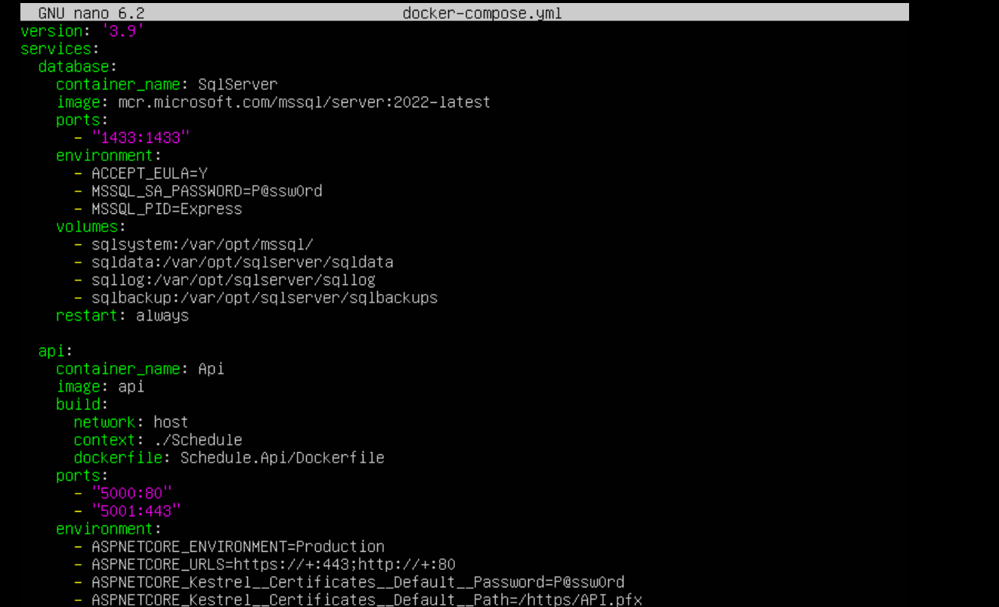 GNU nano 6.2 docker-compose.yml
version: '3.9'
services:
  database:
    container_name: SqlServer
    image: mcr.microsoft.com/mssql/server:2022-latest
    ports:
      - "1433:1433"
    environment:
      - ACCEPT_EULA=Y
      - MSSQL_SA_PASSWORD=P@ssw0rd
      - MSSQL_PID=Express
    volumes:
      - sqlsystem:/var/opt/mssql/
      - sqldata:/var/opt/sqlserver/sqldata
      - sqllog:/var/opt/sqlserver/sqllog
      - sqlbackup:/var/opt/sqlserver/sqlbackups
    restart: always

  api:
    container_name: Api
    image: api
    build:
      network: host
      context: ./Schedule
      dockerfile: Schedule.Api/Dockerfile
    ports:
      - "5000:80"
      - "5001:443"
    environment:
      - ASPNETCORE_ENVIRONMENT=Production
      - ASPNETCORE_URLS=https://+:443;http://+:80
      - ASPNETCORE_Kestrel__Certificates__Default__Password=P@ssw0rd
      - ASPNETCORE_Kestrel__Certificates__Default__Path=/https/API.pfx